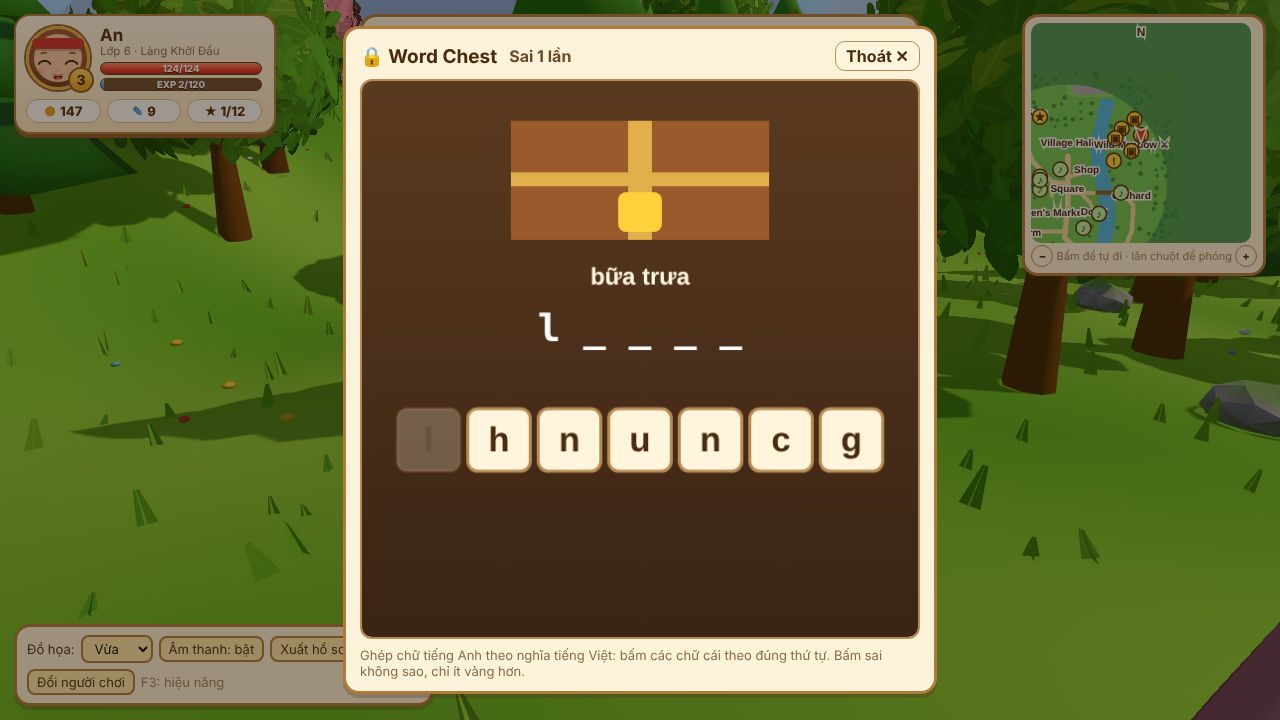 An
Lớp 6 · Làng Khởi Đầu
124/124
EXP 2/120
3
147
9
1/12
Word Chest
Sai 1 lần
Thoát ✕
bữa trưa
l _ _ _ _
l h n u n c g
Ghép chữ tiếng Anh theo nghĩa tiếng Việt: bấm các chữ cái theo đúng thứ tự. Bấm sai
không sao, chỉ ít vàng hơn.
N
Village Hall
Shop
Square
rm
− Bấm để tự đi · lăn chuột để phóng +
Đồ họa: Vừa Âm thanh: bật Xuất hồ sơ
Đổi người chơi F3: hiệu năng